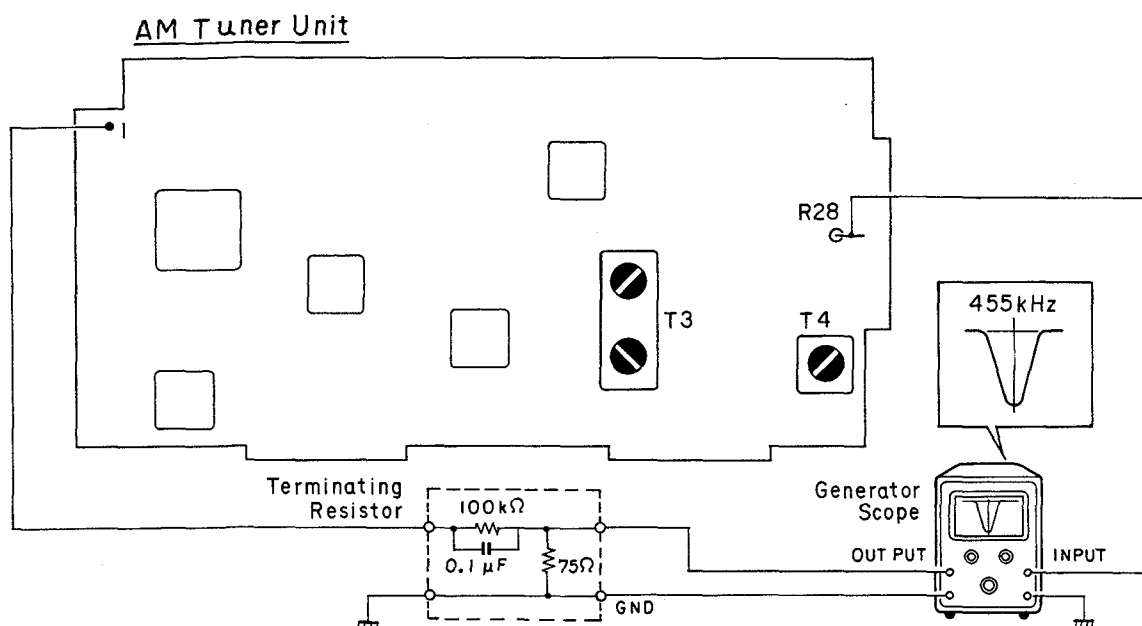 AM Tuner Unit
R28
T3
T4
455kHz
Terminating
Resistor
100kΩ
0.1 µF
75Ω
GND
Generator
Scope
OUT PUT
INPUT